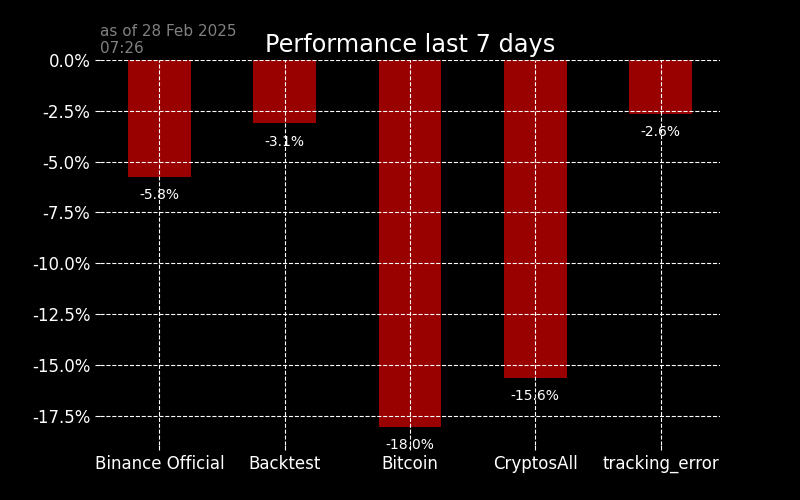 as of 28 Feb 2025
07:26
Performance last 7 days
0.0%
-2.5%
-5.0%
-7.5%
-10.0%
-12.5%
-15.0%
-17.5%
-5.8%
-3.1%
-18.0%
-15.6%
-2.6%
Binance Official
Backtest
Bitcoin
CryptosAll
tracking_error